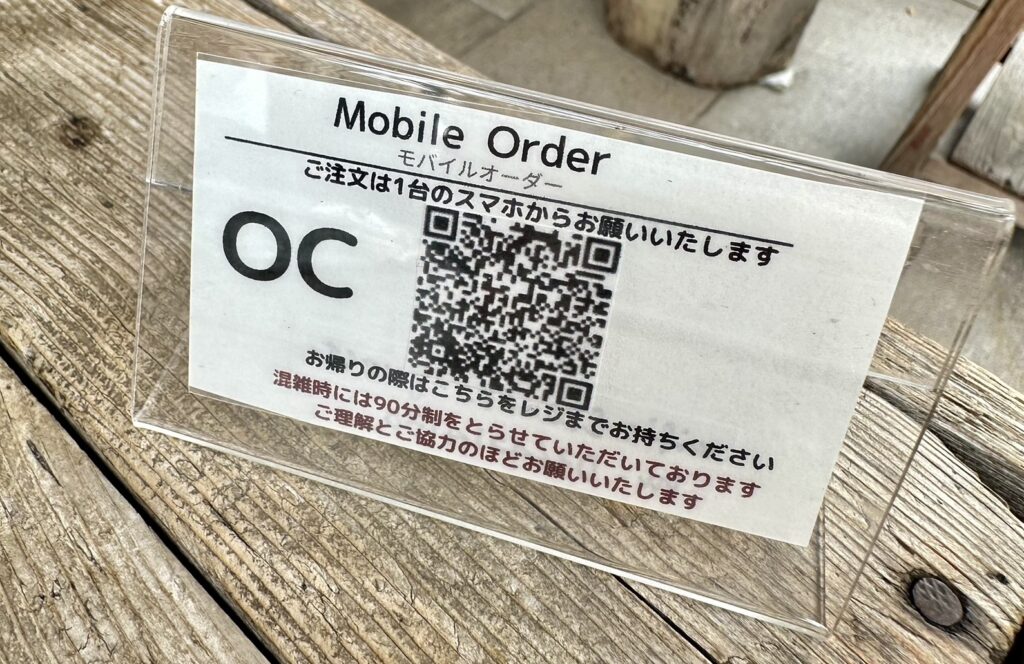 Mobile Order
モバイルオーダー
ご注文は1台のスマホからお願いいたします
OC
お帰りの際はこちらをレジまでお持ちください
混雑時には90分制をとらせていただいております
ご理解とご協力のほどお願いいたします